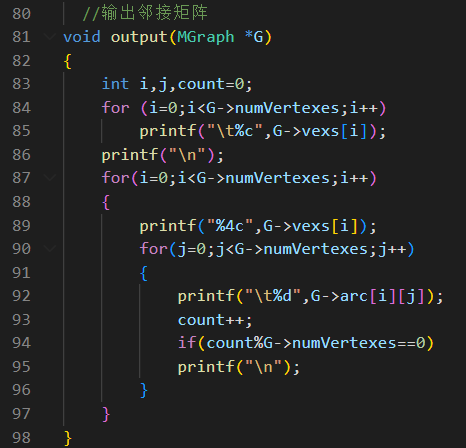 80 //输出邻接矩阵
81 void output(MGraph *G)
82 {
83 int i,j,count=0;
84 for (i=0;i<G->numVertexes;i++)
85 printf("\t%c",G->vexs[i]);
86 printf("\n");
87 for(i=0;i<G->numVertexes;i++)
88 {
89 printf("%4c",G->vexs[i]);
90 for(j=0;j<G->numVertexes;j++)
91 {
92 printf("\t%d",G->arc[i][j]);
93 count++;
94 if(count%G->numVertexes==0)
95 printf("\n");
96 }
97 }
98 }